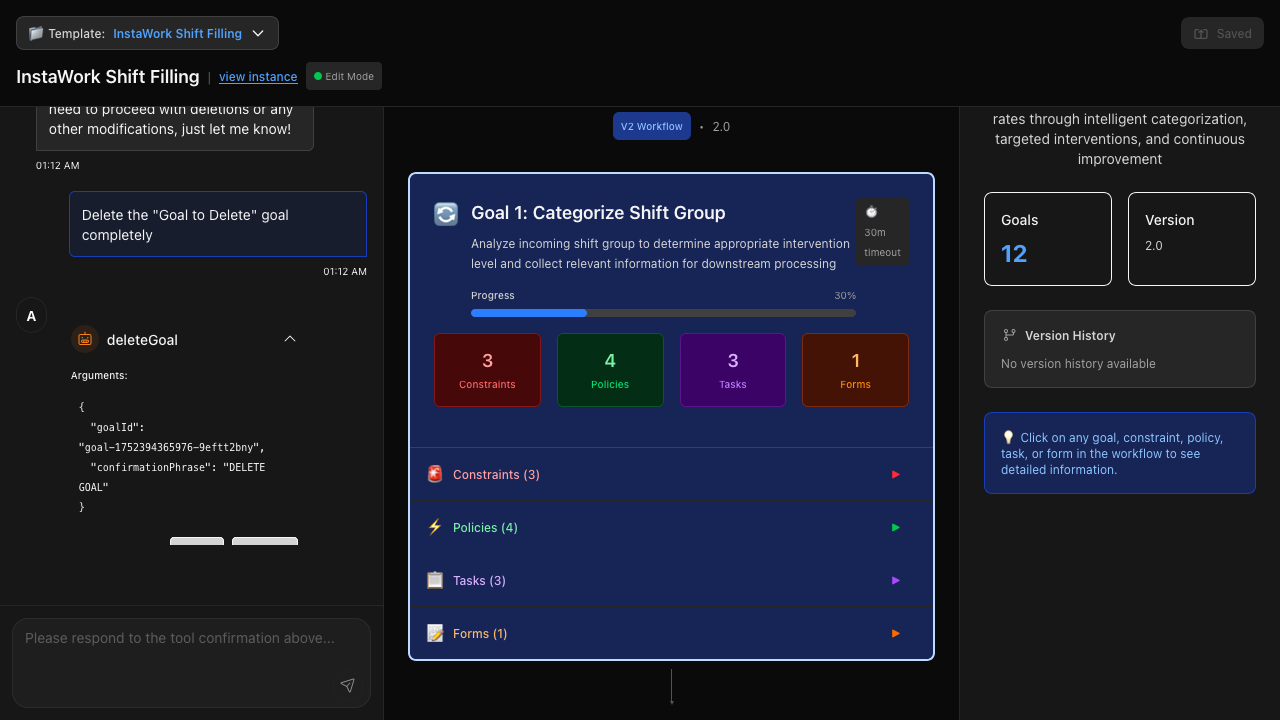 Template: InstaWork Shift Filling
Saved
InstaWork Shift Filling | view instance Edit Mode
need to proceed with deletions or any
other modifications, just let me know!
01:12 AM
Delete the "Goal to Delete" goal
completely
01:12 AM
A
deleteGoal
Arguments:
{
"goalId":
"goal-1752394365976-9eftt2bny",
"confirmationPhrase": "DELETE
GOAL"
}
Please respond to the tool confirmation above...
V2 Workflow • 2.0
Goal 1: Categorize Shift Group
Analyze incoming shift group to determine appropriate intervention
level and collect relevant information for downstream processing
30m
timeout
Progress
30%
3
Constraints
4
Policies
3
Tasks
1
Forms
Constraints (3)
Policies (4)
Tasks (3)
Forms (1)
rates through intelligent categorization,
targeted interventions, and continuous
improvement
Goals
12
Version
2.0
Version History
No version history available
Click on any goal, constraint, policy,
task, or form in the workflow to see
detailed information.